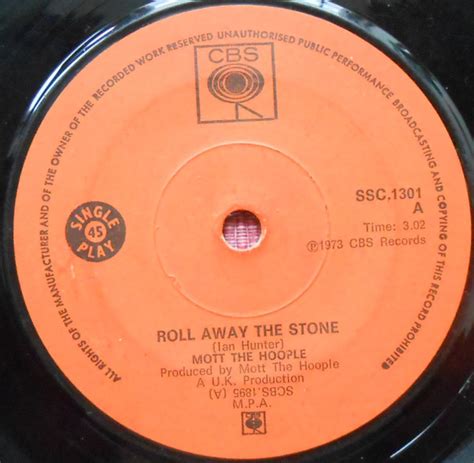 ALL RIGHTS OF THE MANUFACTURER AND OF THE OWNER OF THE RECORDED WORK RESERVED UNAUTHORISED PUBLIC PERFORMANCE BROADCASTING AND COPYING OF THIS RECORD PROHIBITED
CBS
SINGLE
45
PLAY
SSC.1301
A
Time: 3.02
℗1973 CBS Records
ROLL AWAY THE STONE
(Ian Hunter)
MOTT THE HOOPLE
Produced by Mott The Hoople
A U.K. Production
SCBS.1895 (A)
M.P.A.